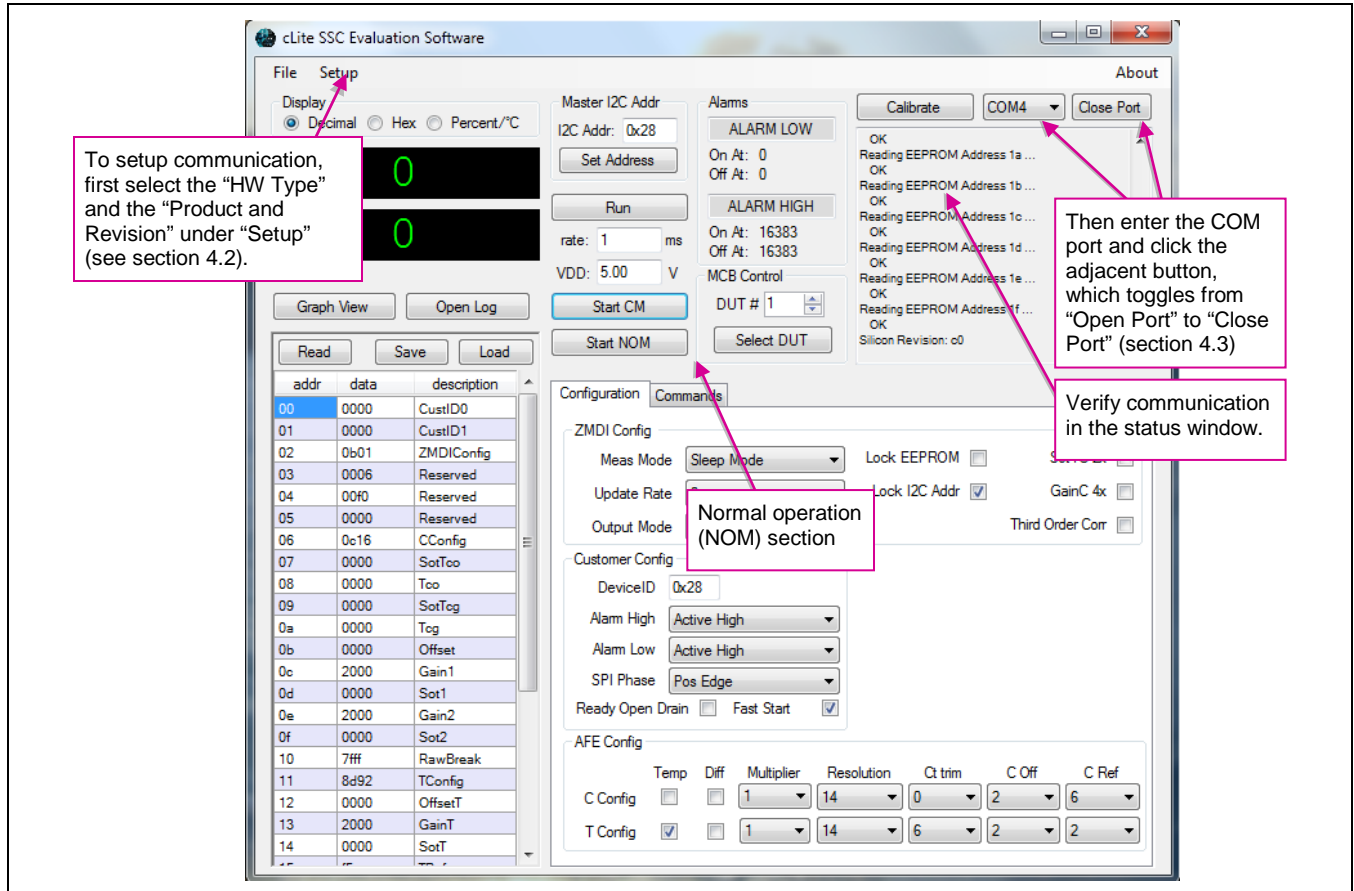 cLite SSC Evaluation Software
File Setup About
Display
Decimal Hex Percent/°C
0
0
Graph View Open Log
Read Save Load
addr data description
00 0000 CustID0
01 0000 CustID1
02 0b01 ZMDIConfig
03 0006 Reserved
04 00f0 Reserved
05 0000 Reserved
06 0c16 CConfig
07 0000 SotTco
08 0000 Tco
09 0000 SotTcg
0a 0000 Tcg
0b 0000 Offset
0c 2000 Gain1
0d 0000 Sot1
0e 2000 Gain2
0f 0000 Sot2
10 7fff RawBreak
11 8d92 TConfig
12 0000 OffsetT
13 2000 GainT
14 0000 SotT
Master I2C Addr
I2C Addr: 0x28
Set Address
Run
rate: 1 ms
VDD: 5.00 V
Start CM
Start NOM
Alarms
ALARM LOW
On At: 0
Off At: 0
ALARM HIGH
On At: 16383
Off At: 16383
MCB Control
DUT # 1
Select DUT
Calibrate COM4 Close Port
OK
Reading EEPROM Address 1a ...
OK
Reading EEPROM Address 1b ...
OK
Reading EEPROM Address 1c ...
OK
Reading EEPROM Address 1d ...
OK
Reading EEPROM Address 1e ...
OK
Reading EEPROM Address 1f ...
OK
Silicon Revision: c0
Configuration Commands
ZMDI Config
Meas Mode Sleep Mode Lock EEPROM
Update Rate Lock I2C Addr GainC 4x
Output Mode Third Order Corr
Customer Config
DeviceID 0x28
Alarm High Active High
Alarm Low Active High
SPI Phase Pos Edge
Ready Open Drain Fast Start
AFE Config
Temp Diff Multiplier Resolution Ct trim C Off C Ref
C Config 1 14 0 2 6
T Config 1 14 6 2 2
To setup communication,
first select the “HW Type”
and the “Product and
Revision” under “Setup”
(see section 4.2).
Then enter the COM
port and click the
adjacent button,
which toggles from
“Open Port” to “Close
Port” (section 4.3)
Verify communication
in the status window.
Normal operation
(NOM) section